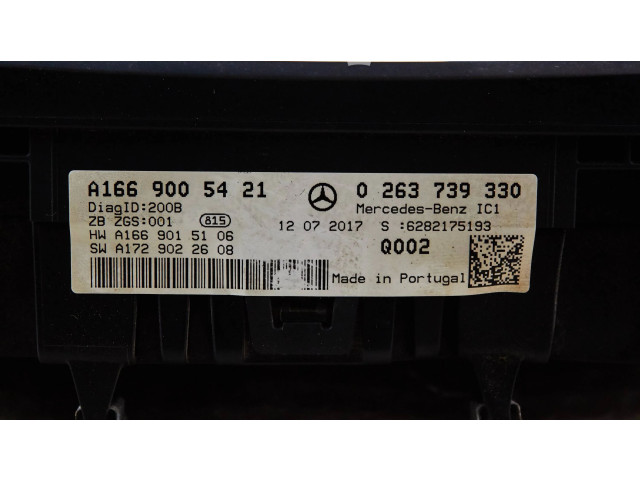 A166 900 54 21 0 263 739 330
DiagID:200B Mercedes-Benz IC1
ZB ZGS:001 815 12 07 2017 S :6282175193
HW A166 901 51 06 Q002
SW A172 902 26 08
Made in Portugal